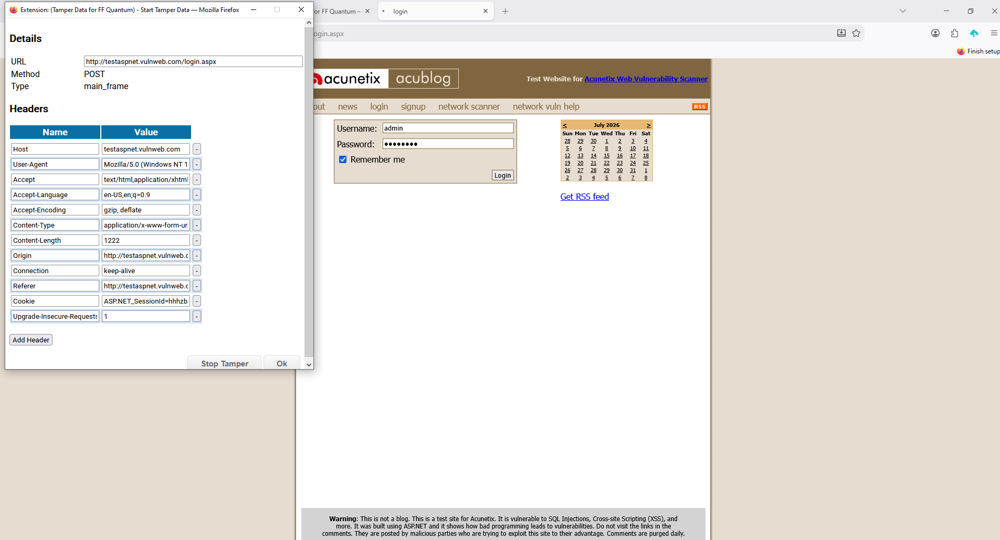 Extension: (Tamper Data for FF Quantum) - Start Tamper Data — Mozilla Firefox
Details
URL http://testaspnet.vulnweb.com/login.aspx
Method POST
Type main_frame
Headers
Name Value
Host testaspnet.vulnweb.com -
User-Agent Mozilla/5.0 (Windows NT 1 -
Accept text/html,application/xhtml -
Accept-Language en-US,en;q=0.9 -
Accept-Encoding gzip, deflate -
Content-Type application/x-www-form-ur -
Content-Length 1222 -
Origin http://testaspnet.vulnweb.c -
Connection keep-alive -
Referer http://testaspnet.vulnweb.c -
Cookie ASP.NET_SessionId=hhhzb -
Upgrade-Insecure-Requests 1 -
Add Header
Stop Tamper Ok
or FF Quantum – login
ogin.aspx
Finish setup
acunetix acublog
Test Website for Acunetix Web Vulnerability Scanner
out news login signup network scanner network vuln help RSS
Username: admin
Password: ●●●●●●●●
Remember me
Login
< July 2026 >
Sun Mon Tue Wed Thu Fri Sat
28 29 30 1 2 3 4
5 6 7 8 9 10 11
12 13 14 15 16 17 18
19 20 21 22 23 24 25
26 27 28 29 30 31 1
2 3 4 5 6 7 8
Get RSS feed
Warning: This is not a blog. This is a test site for Acunetix. It is vulnerable to SQL Injections, Cross-site Scripting (XSS), and
more. It was built using ASP.NET and it shows how bad programming leads to vulnerabilities. Do not visit the links in the
comments. They are posted by malicious parties who are trying to exploit this site to their advantage. Comments are purged daily.